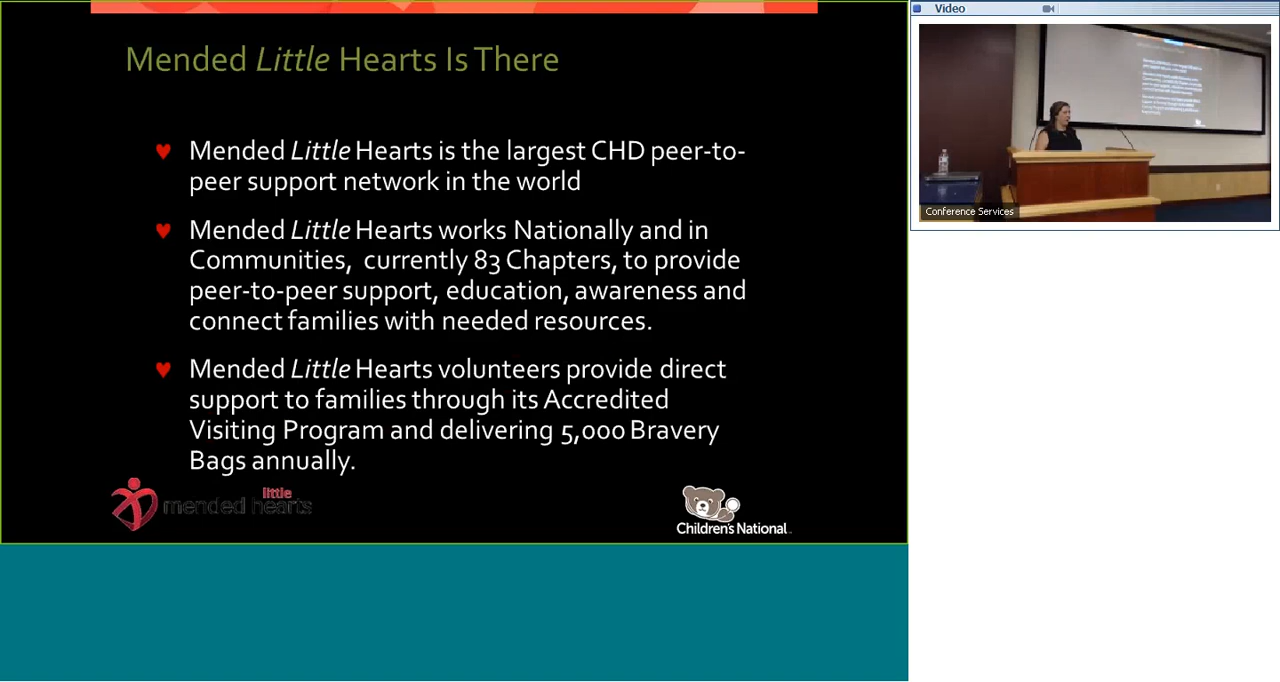 Mended Little Hearts Is There
Mended Little Hearts is the largest CHD peer-to-
peer support network in the world
Mended Little Hearts works Nationally and in
Communities, currently 83 Chapters, to provide
peer-to-peer support, education, awareness and
connect families with needed resources.
Mended Little Hearts volunteers provide direct
support to families through its Accredited
Visiting Program and delivering 5,000 Bravery
Bags annually.
little
mended hearts
Children's National
Video
Conference Services